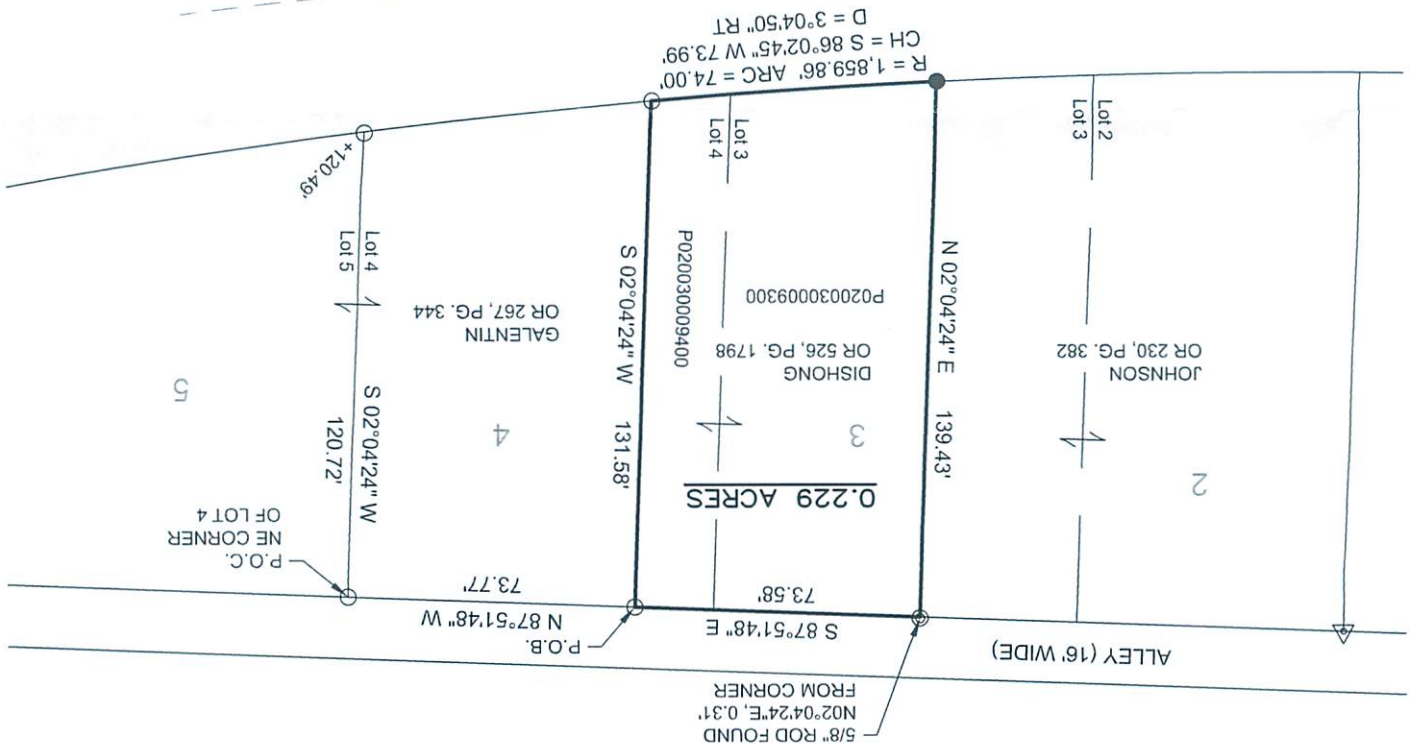 5/8" ROD FOUND
N02°04'24"E, 0.31'
FROM CORNER
ALLEY (16' WIDE)
P.O.B.
S 87°51'48" E
73.58'
N 87°51'48" W
73.77'
P.O.C.
NE CORNER
OF LOT 4
2
3
4
5
0.229 ACRES
JOHNSON
OR 230, PG. 382
N 02°04'24" E 139.43'
DISHONG
OR 526, PG. 1798
P020030009300
P020030009400
S 02°04'24" W 131.58'
GALENTIN
OR 267, PG. 344
S 02°04'24" W
120.72'
Lot 2
Lot 3
Lot 3
Lot 4
Lot 4
Lot 5
+120.49'
R = 1,859.86' ARC = 74.00'
CH = S 86°02'45" W 73.99'
D = 3°04'50" RT